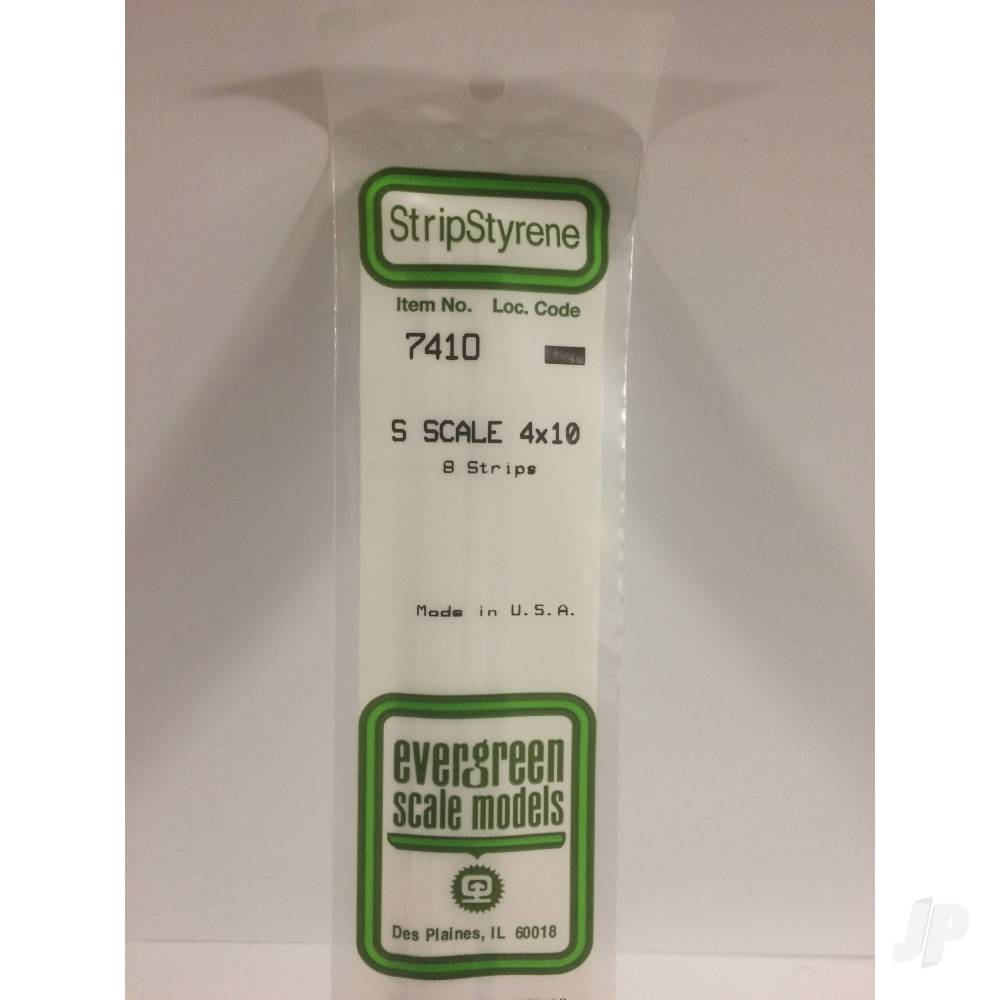 StripStyrene
Item No. Loc. Code
7410
S SCALE 4x10
8 Strips
Made in U.S.A.
evergreen
scale models
Des Plaines, IL 60018
JP